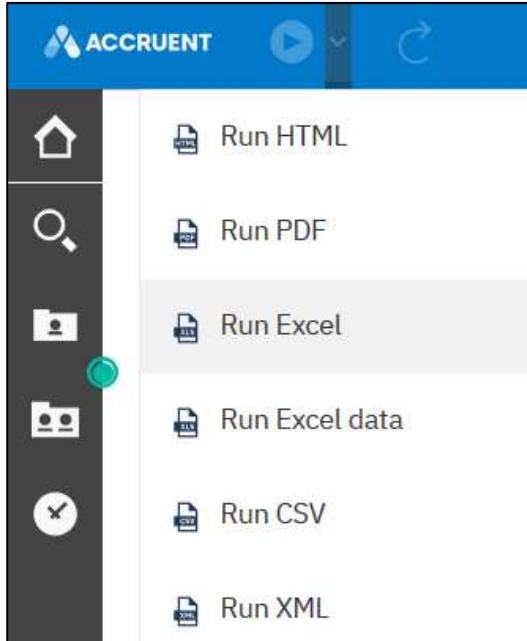 ACCRUENT
Run HTML
Run PDF
Run Excel
Run Excel data
Run CSV
Run XML